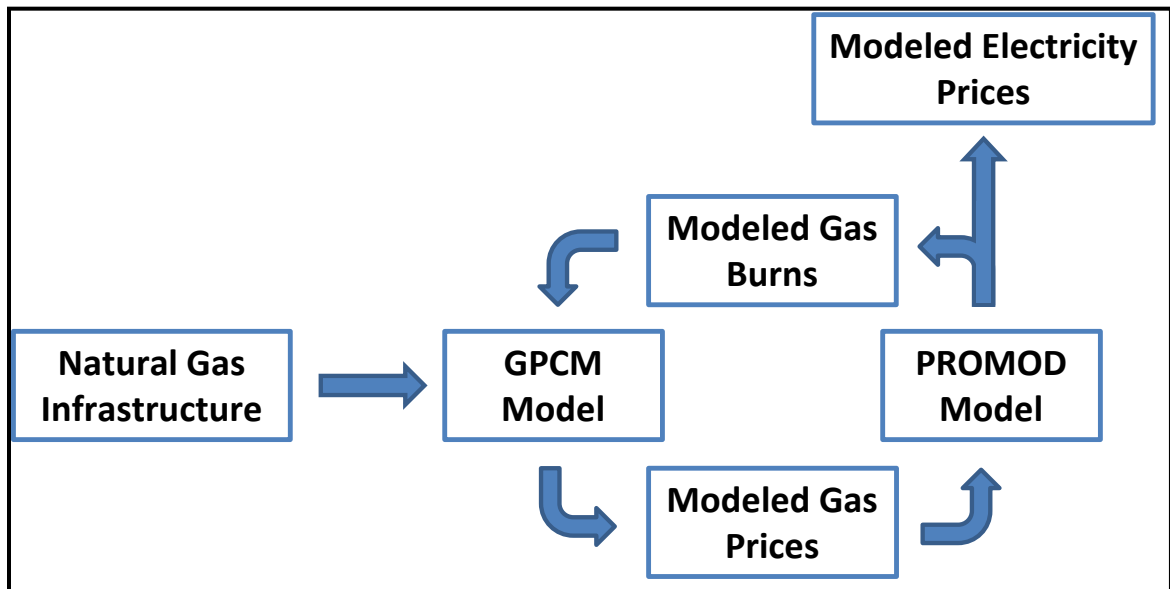 Modeled Electricity
Prices
Modeled Gas
Burns
Natural Gas
Infrastructure
GPCM
Model
PROMOD
Model
Modeled Gas
Prices